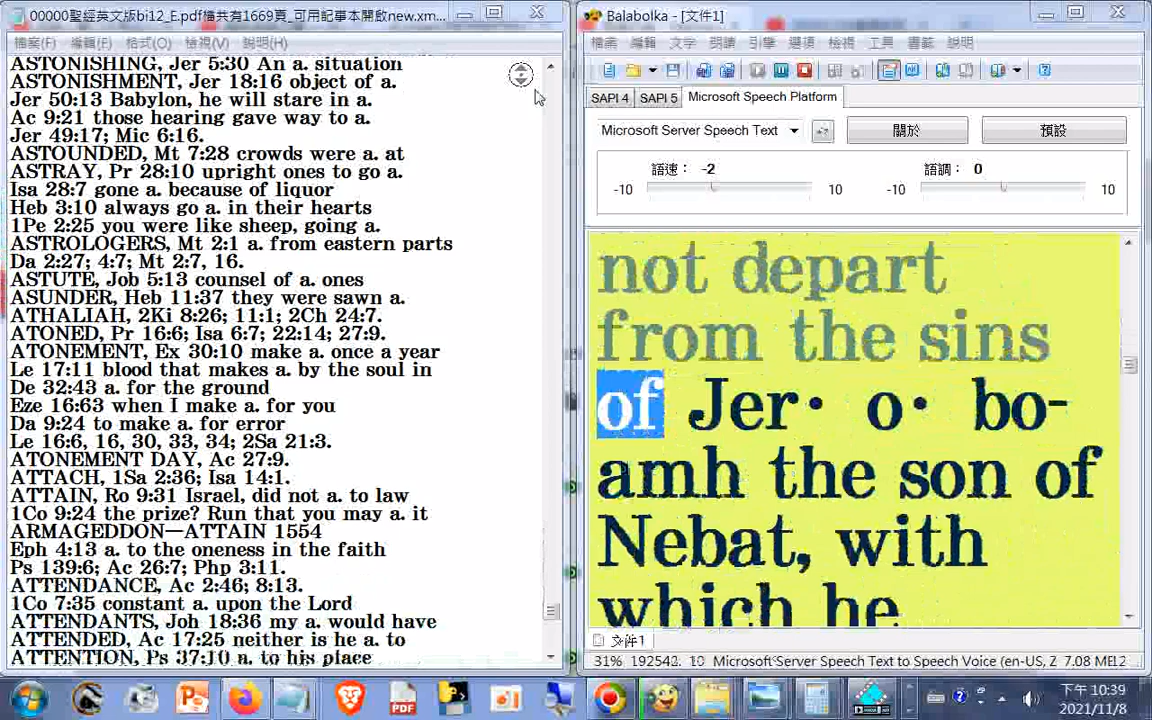 00000聖經英文版bi12_E.pdf檔共有1669頁_可用記事本開啟new.xm...
檔案(F) 編輯(E) 格式(O) 檢視(V) 說明(H)
ASTONISHING, Jer 5:30 An a. situation
ASTONISHMENT, Jer 18:16 object of a.
Jer 50:13 Babylon, he will stare in a.
Ac 9:21 those hearing gave way to a.
Jer 49:17; Mic 6:16.
ASTOUNDED, Mt 7:28 crowds were a. at
ASTRAY, Pr 28:10 upright ones to go a.
Isa 28:7 gone a. because of liquor
Heb 3:10 always go a. in their hearts
1Pe 2:25 you were like sheep, going a.
ASTROLOGERS, Mt 2:1 a. from eastern parts
Da 2:27; 4:7; Mt 2:7, 16.
ASTUTE, Job 5:13 counsel of a. ones
ASUNDER, Heb 11:37 they were sawn a.
ATHALIAH, 2Ki 8:26; 11:1; 2Ch 24:7.
ATONED, Pr 16:6; Isa 6:7; 22:14; 27:9.
ATONEMENT, Ex 30:10 make a. once a year
Le 17:11 blood that makes a. by the soul in
De 32:43 a. for the ground
Eze 16:63 when I make a. for you
Da 9:24 to make a. for error
Le 16:6, 16, 30, 33, 34; 2Sa 21:3.
ATONEMENT DAY, Ac 27:9.
ATTACH, 1Sa 2:36; Isa 14:1.
ATTAIN, Ro 9:31 Israel, did not a. to law
1Co 9:24 the prize? Run that you may a. it
ARMAGEDDON—ATTAIN 1554
Eph 4:13 a. to the oneness in the faith
Ps 139:6; Ac 26:7; Php 3:11.
ATTENDANCE, Ac 2:46; 8:13.
1Co 7:35 constant a. upon the Lord
ATTENDANTS, Joh 18:36 my a. would have
ATTENDED, Ac 17:25 neither is he a. to
ATTENTION, Ps 37:10 a. to his place
Balabolka - [文件1]
檔案 編輯 文字 朗讀 引擎 選項 檢視 工具 書籤 說明
SAPI 4 SAPI 5 Microsoft Speech Platform
Microsoft Server Speech Text 關於 預設
語速： -2 語調： 0
-10 10 -10 10
not depart
from the sins
of Jer· o· bo-
amh the son of
Nebat, with
which he
文件1
31% 192542: 10 Microsoft Server Speech Text to Speech Voice (en-US, Z 7.08 ME12
PDF
下午 10:39
2021/11/8